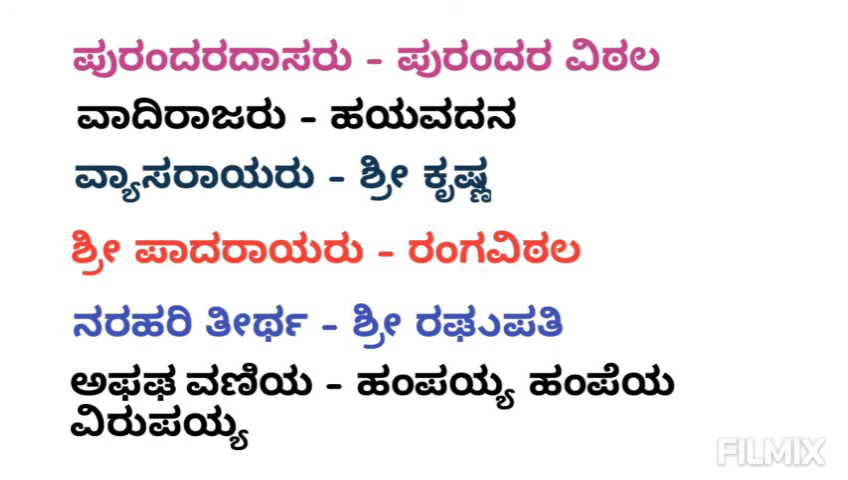 ಪುರಂದರದಾಸರು - ಪುರಂದರ ವಿಠಲ
ವಾದಿರಾಜರು - ಹಯವದನ
ವ್ಯಾಸರಾಯರು - ಶ್ರೀ ಕೃಷ್ಣ
ಶ್ರೀ ಪಾದರಾಯರು - ರಂಗವಿಠಲ
ನರಹರಿ ತೀರ್ಥ - ಶ್ರೀ ರಘುಪತಿ
ಅಘಘ ವಣಿಯ - ಹಂಪಯ್ಯ ಹಂಪೆಯ
ವಿರುಪಯ್ಯ
FILMIX